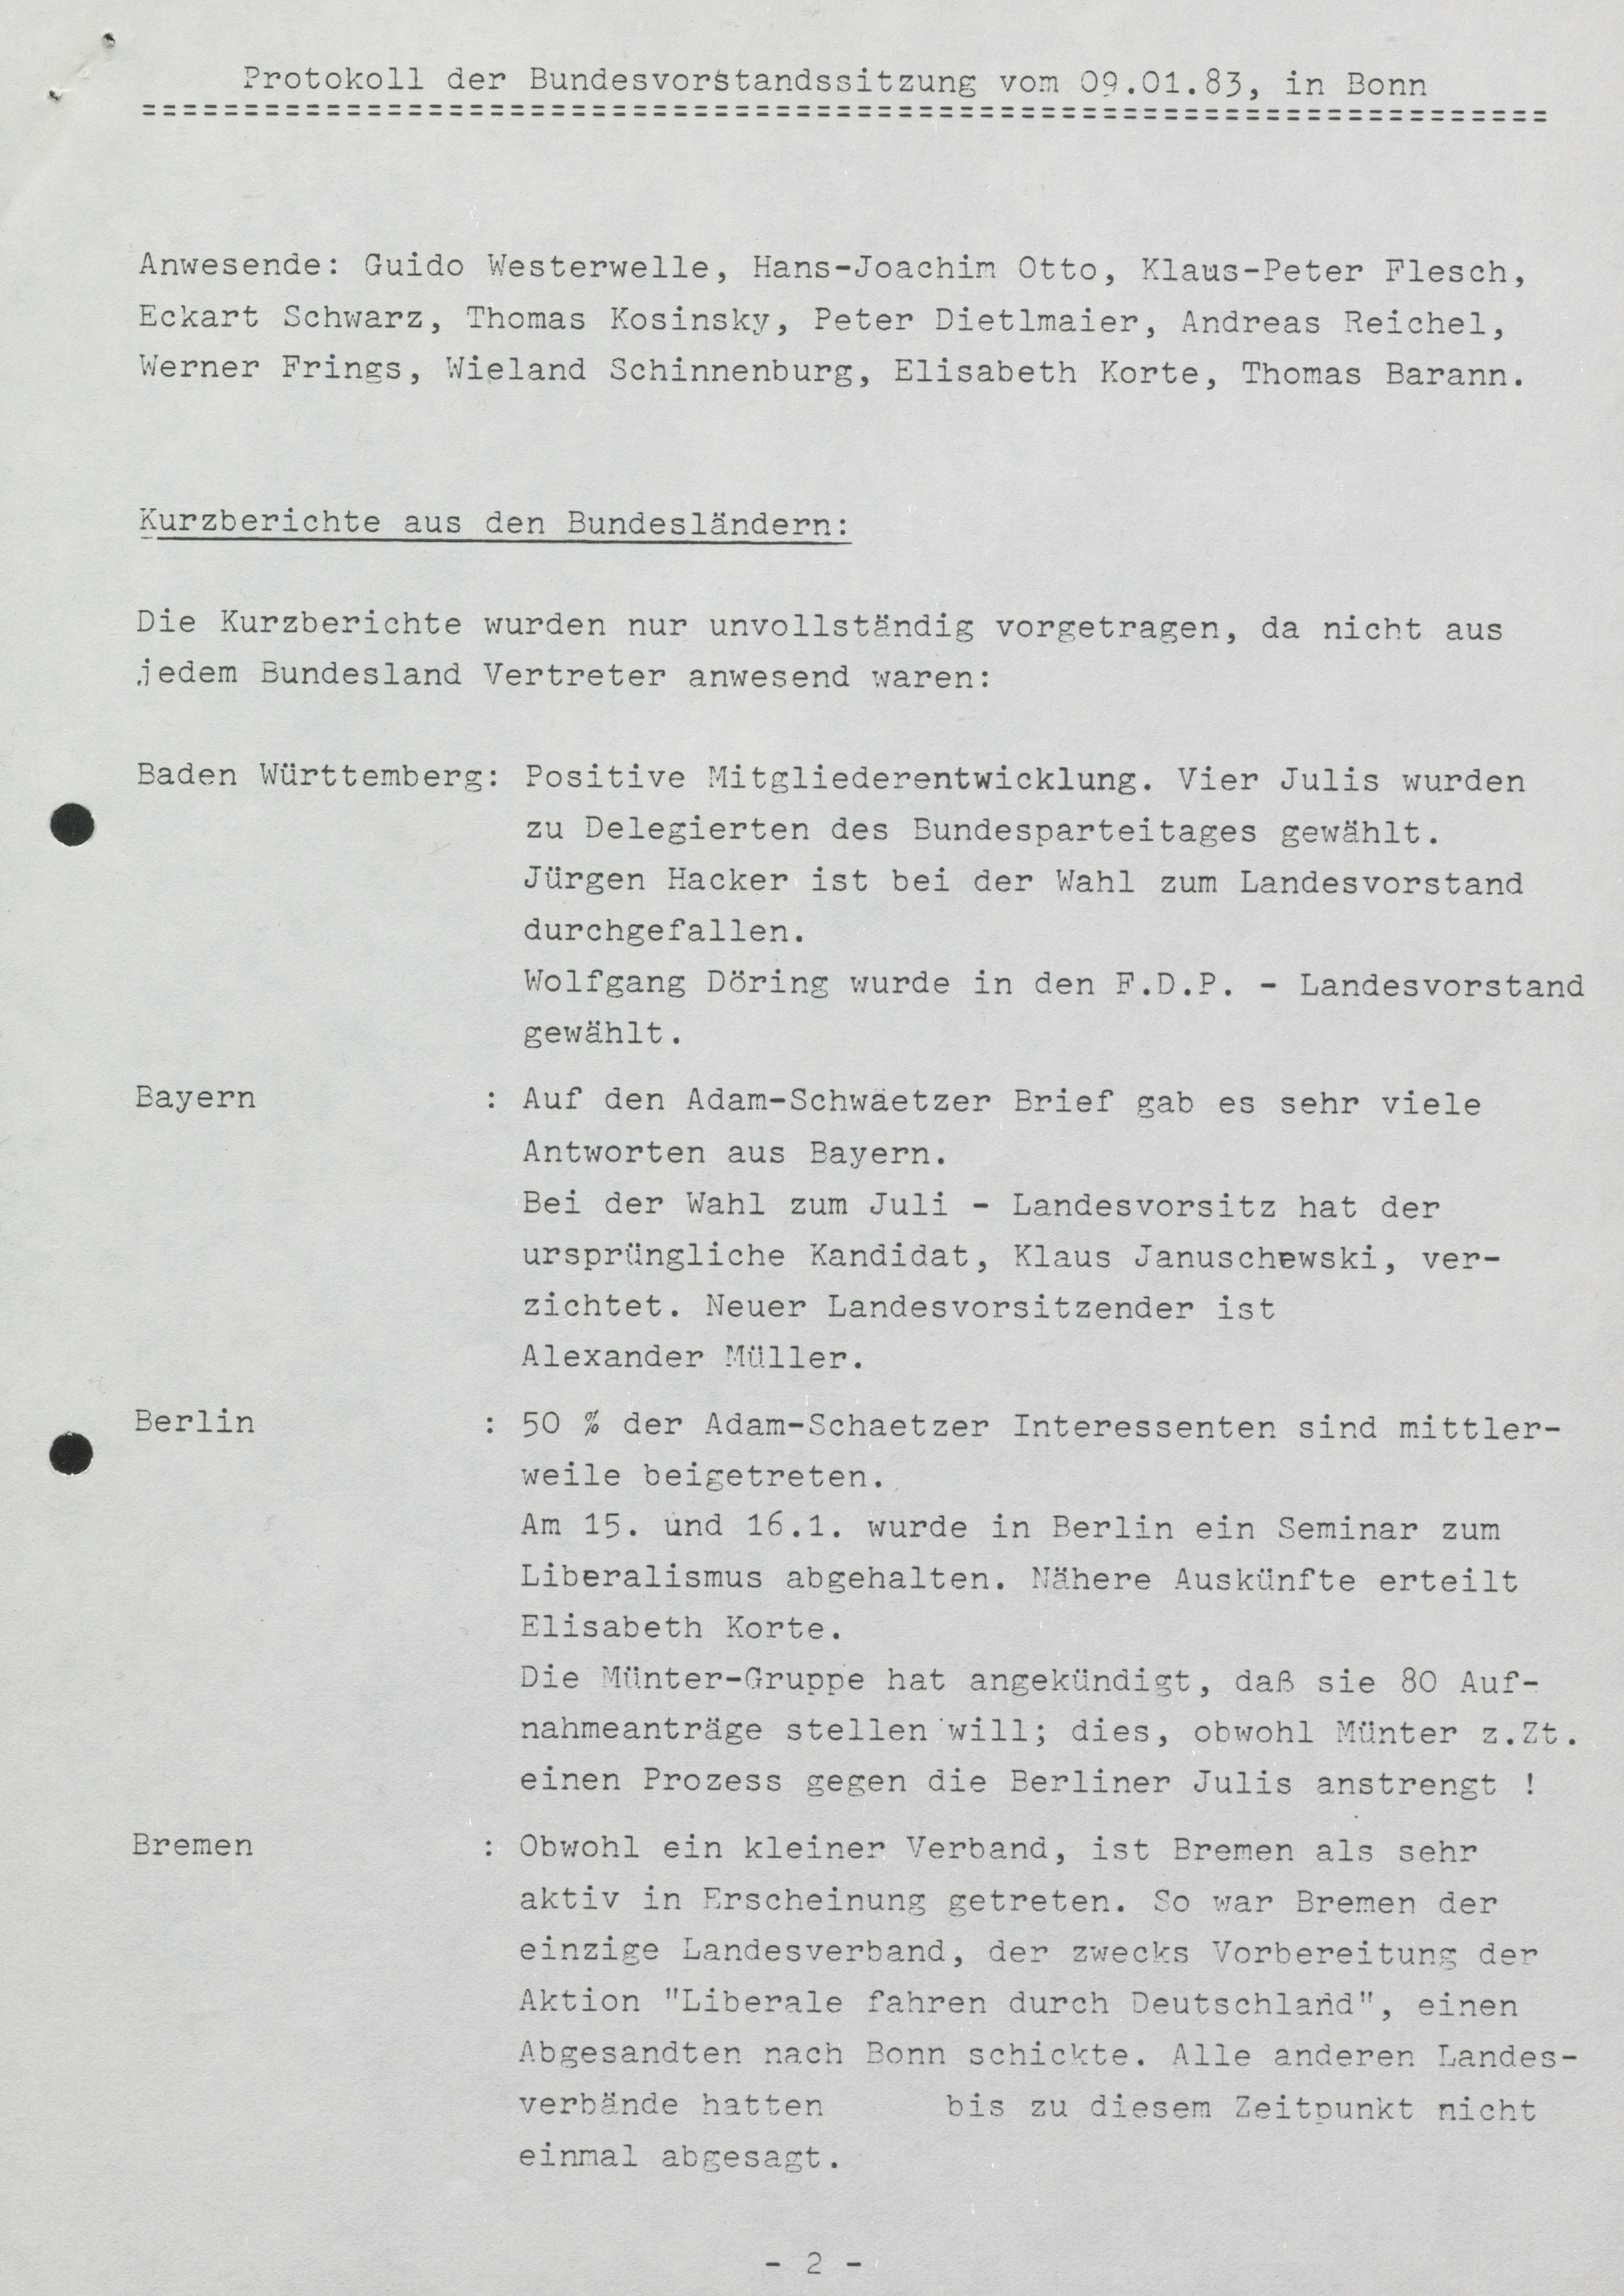 Protokoll der Bundesvorstandssitzung vom 09.01.83, in Bonn
=====================================================================
Anwesende: Guido Westerwelle, Hans-Joachim Otto, Klaus-Peter Flesch,
Eckart Schwarz, Thomas Kosinsky, Peter Dietlmaier, Andreas Reichel,
Werner Frings, Wieland Schinnenburg, Elisabeth Korte, Thomas Barann.
Kurzberichte aus den Bundesländern:
Die Kurzberichte wurden nur unvollständig vorgetragen, da nicht aus
jedem Bundesland Vertreter anwesend waren:
Baden Württemberg: Positive Mitgliederentwicklung. Vier Julis wurden
zu Delegierten des Bundesparteitages gewählt.
Jürgen Hacker ist bei der Wahl zum Landesvorstand
durchgefallen.
Wolfgang Döring wurde in den F.D.P. - Landesvorstand
gewählt.
Bayern : Auf den Adam-Schwaetzer Brief gab es sehr viele
Antworten aus Bayern.
Bei der Wahl zum Juli - Landesvorsitz hat der
ursprüngliche Kandidat, Klaus Januschewski, ver-
zichtet. Neuer Landesvorsitzender ist
Alexander Müller.
Berlin : 50 % der Adam-Schaetzer Interessenten sind mittler-
weile beigetreten.
Am 15. und 16.1. wurde in Berlin ein Seminar zum
Liberalismus abgehalten. Nähere Auskünfte erteilt
Elisabeth Korte.
Die Münter-Gruppe hat angekündigt, daß sie 80 Auf-
nahmeanträge stellen will; dies, obwohl Münter z.Zt.
einen Prozess gegen die Berliner Julis anstrengt !
Bremen : Obwohl ein kleiner Verband, ist Bremen als sehr
aktiv in Erscheinung getreten. So war Bremen der
einzige Landesverband, der zwecks Vorbereitung der
Aktion "Liberale fahren durch Deutschland", einen
Abgesandten nach Bonn schickte. Alle anderen Landes-
verbände hatten bis zu diesem Zeitpunkt nicht
einmal abgesagt.
- 2 -